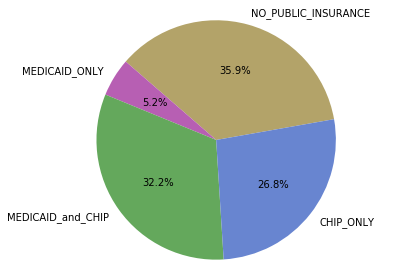 NO_PUBLIC_INSURANCE
35.9%
MEDICAID_ONLY
5.2%
32.2%
26.8%
MEDICAID_and_CHIP
CHIP_ONLY